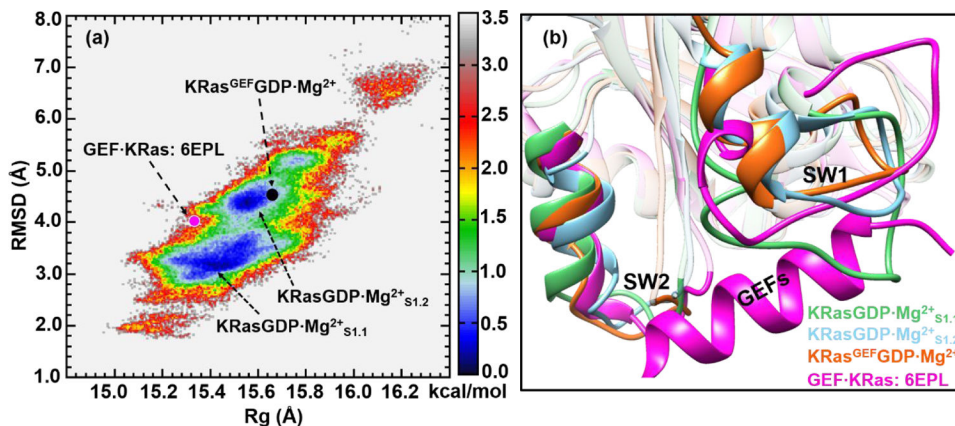 (a)
8.0
7.0
6.0
5.0
4.0
3.0
2.0
1.0
RMSD (Å)
KRas^GEF GDP·Mg²⁺
GEF·KRas: 6EPL
KRasGDP·Mg²⁺S1.2
KRasGDP·Mg²⁺S1.1
15.0 15.2 15.4 15.6 15.8 16.0 16.2
Rg (Å)
3.5
3.0
2.5
2.0
1.5
1.0
0.5
0.0
kcal/mol
(b)
SW1
SW2
GEFs
KRasGDP·Mg²⁺S1.1
KRasGDP·Mg²⁺S1.2
KRas^GEF GDP·Mg²⁺
GEF·KRas: 6EPL